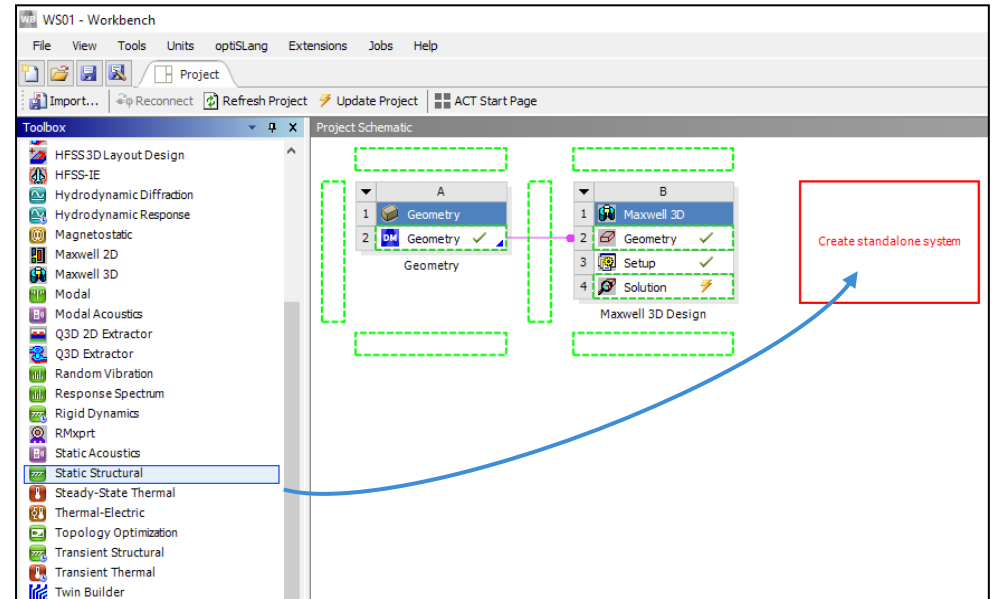 WB WS01 - Workbench
File View Tools Units optiSLang Extensions Jobs Help
Project
Import... Reconnect Refresh Project Update Project ACT Start Page
Toolbox
Project Schematic
HFSS 3D Layout Design
HFSS-IE
Hydrodynamic Diffraction
Hydrodynamic Response
Magnetostatic
Maxwell 2D
Maxwell 3D
Modal
Modal Acoustics
Q3D 2D Extractor
Q3D Extractor
Random Vibration
Response Spectrum
Rigid Dynamics
RMxprt
Static Acoustics
Static Structural
Steady-State Thermal
Thermal-Electric
Topology Optimization
Transient Structural
Transient Thermal
Twin Builder
A
1 Geometry
2 DM Geometry
Geometry
B
1 Maxwell 3D
2 Geometry
3 Setup
4 Solution
Maxwell 3D Design
Create standalone system